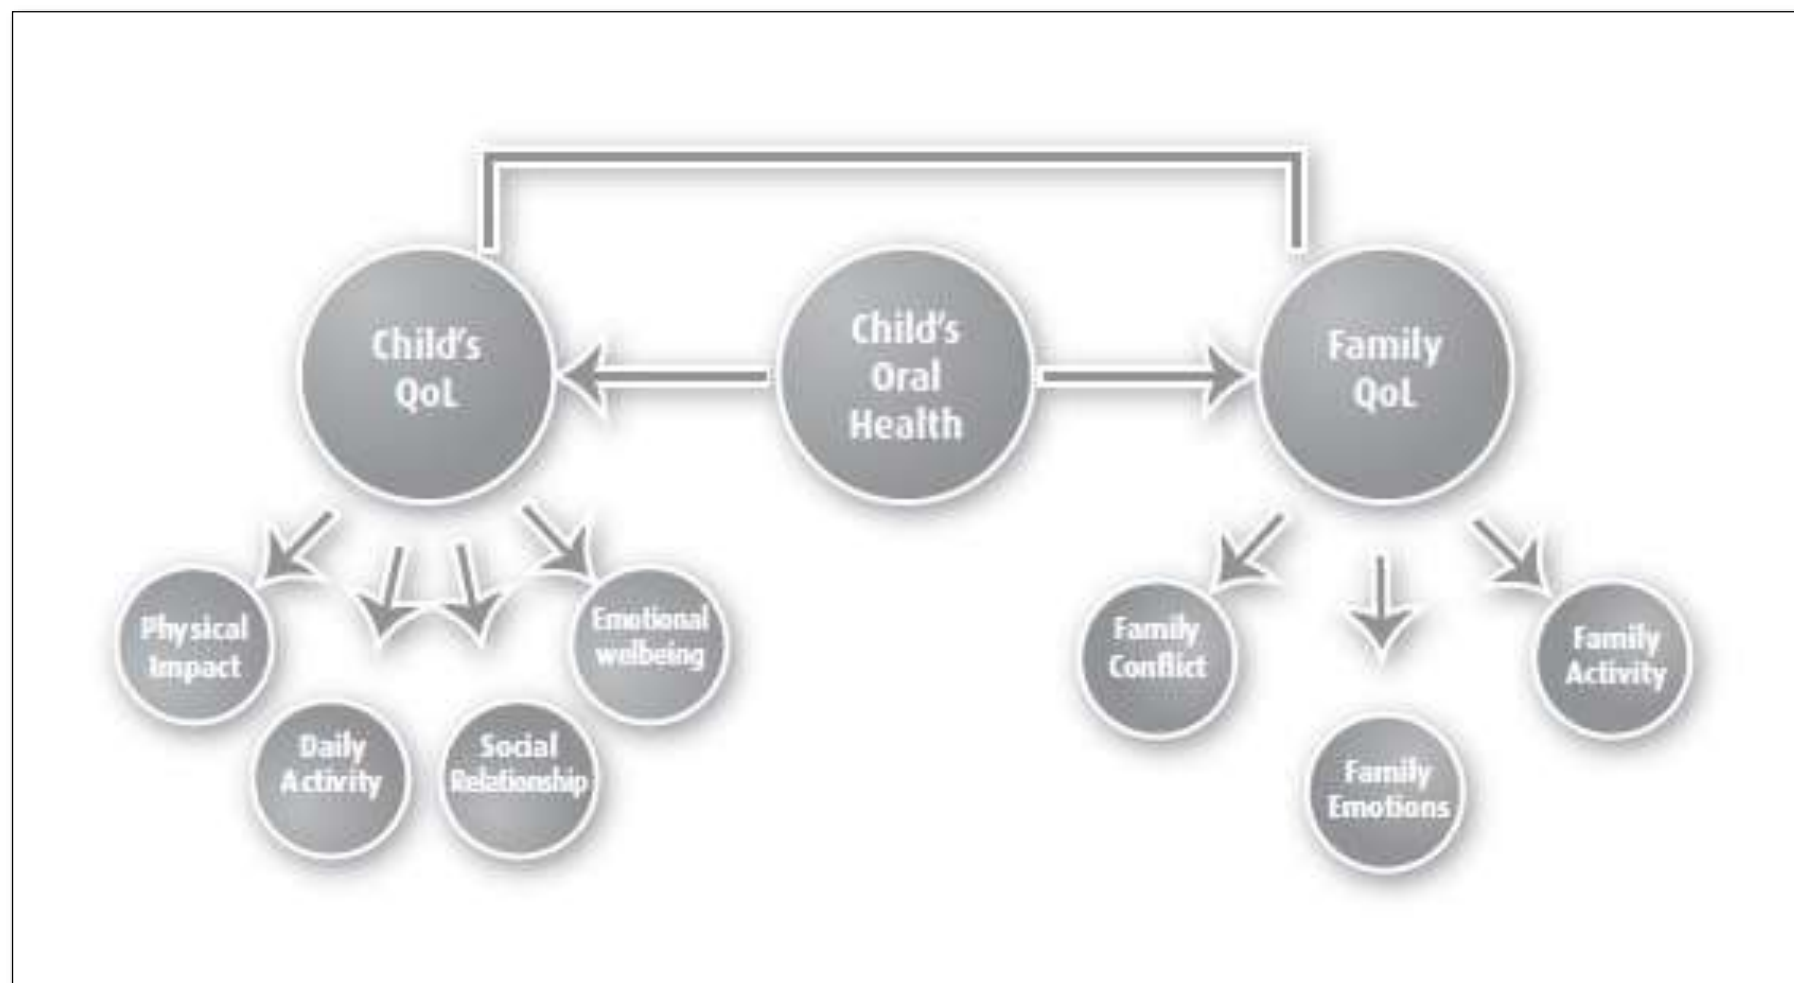 Child's
QoL
Child's
Oral
Health
Family
QoL
Physical
Impact
Daily
Activity
Social
Relationship
Emotional
welbeing
Family
Conflict
Family
Emotions
Family
Activity